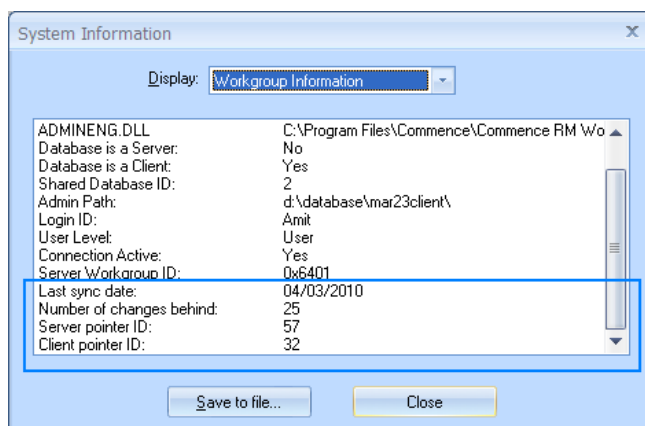 System Information
Display: Workgroup Information
ADMINENG.DLL C:\Program Files\Commence\Commence RM Wo
Database is a Server: No
Database is a Client: Yes
Shared Database ID: 2
Admin Path: d:\database\mar23client\
Login ID: Amit
User Level: User
Connection Active: Yes
Server Workgroup ID: 0x6401
Last sync date: 04/03/2010
Number of changes behind: 25
Server pointer ID: 57
Client pointer ID: 32
Save to file... Close